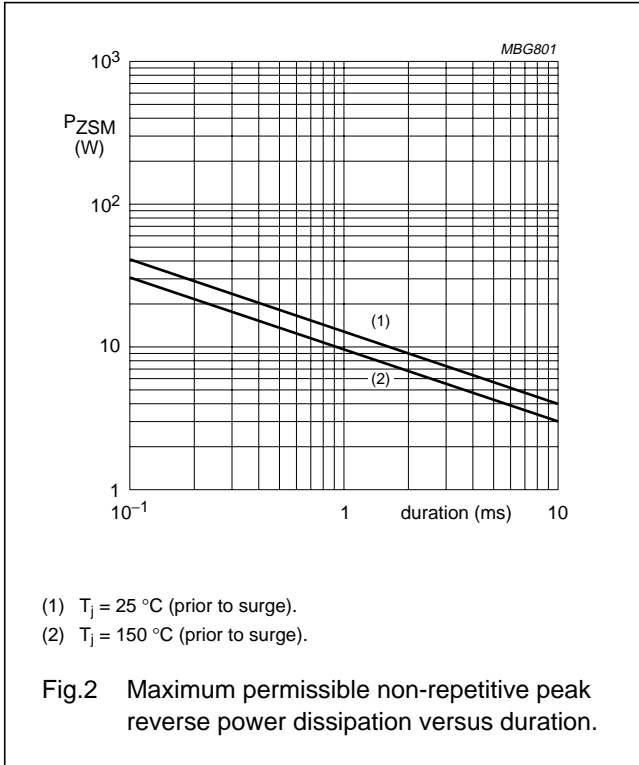 MBG801
10³
P_ZSM
(W)
10²
(1)
10
(2)
1
10⁻¹ 1 duration (ms) 10
(1) T_j = 25 °C (prior to surge).
(2) T_j = 150 °C (prior to surge).
Fig.2 Maximum permissible non-repetitive peak
reverse power dissipation versus duration.